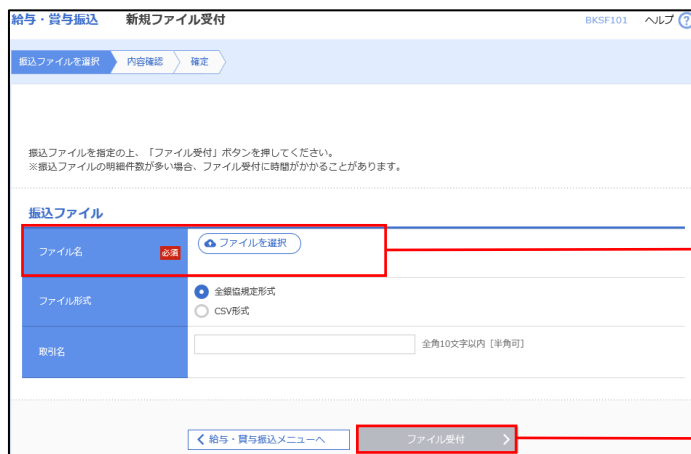 給与・賞与振込 新規ファイル受付 BKSF101 ヘルプ ?
振込ファイルを選択 内容確認 確定
振込ファイルを指定の上、「ファイル受付」ボタンを押してください。
※振込ファイルの明細件数が多い場合、ファイル受付に時間がかかることがあります。
振込ファイル
ファイル名 必須 ファイルを選択
ファイル形式 全銀協規定形式
CSV形式
取引名 全角10文字以内［半角可］
給与・賞与振込メニューへ ファイル受付